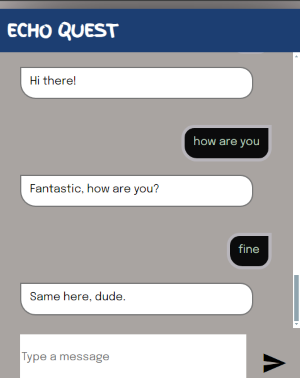 ECHO QUEST
Hi there!
how are you
Fantastic, how are you?
fine
Same here, dude.
Type a message